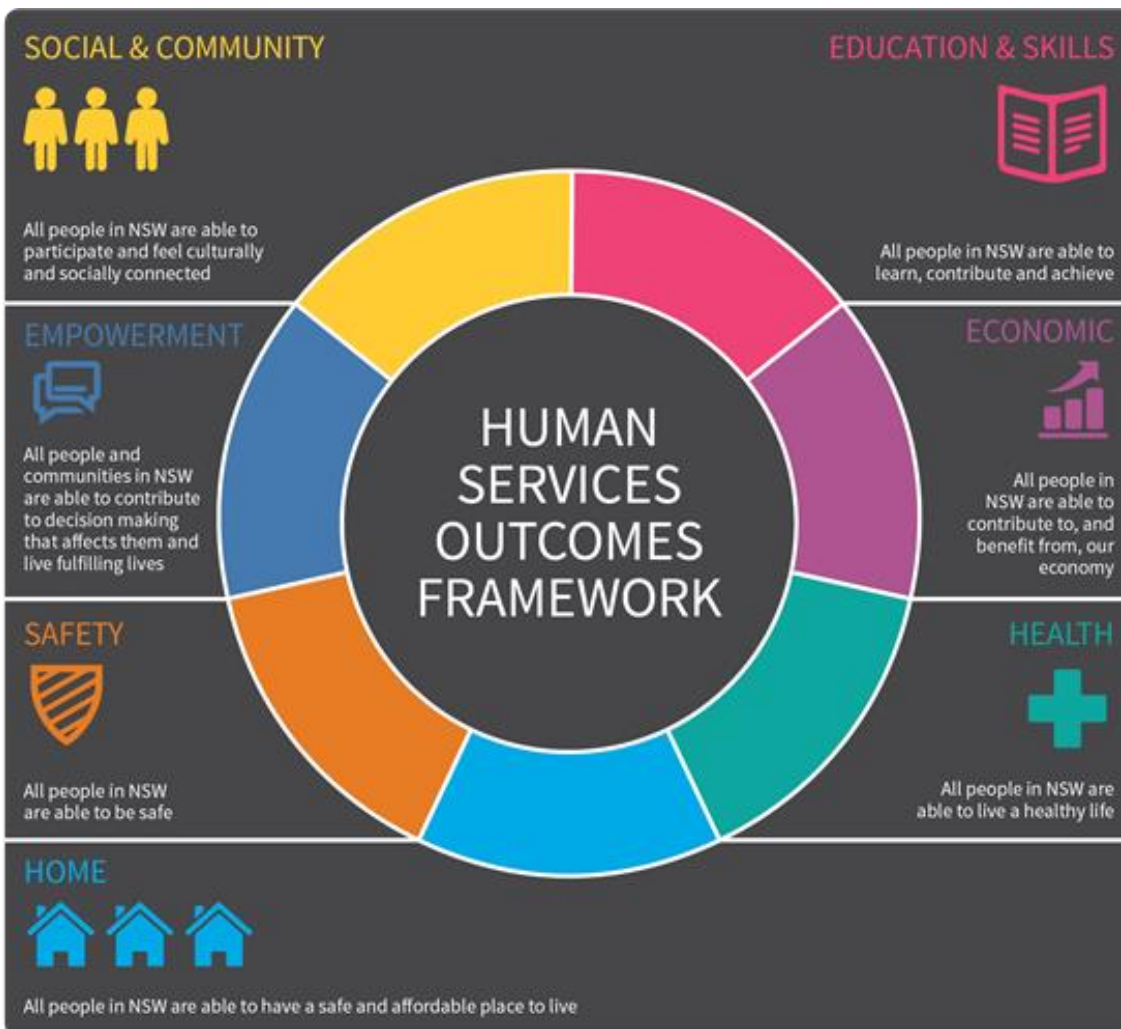 SOCIAL & COMMUNITY
All people in NSW are able to
participate and feel culturally
and socially connected
EDUCATION & SKILLS
All people in NSW are able to
learn, contribute and achieve
EMPOWERMENT
All people and
communities in NSW
are able to contribute
to decision making
that affects them and
live fulfilling lives
HUMAN
SERVICES
OUTCOMES
FRAMEWORK
ECONOMIC
All people in
NSW are able to
contribute to, and
benefit from, our
economy
SAFETY
All people in NSW
are able to be safe
HEALTH
All people in NSW are
able to live a healthy life
HOME
All people in NSW are able to have a safe and affordable place to live